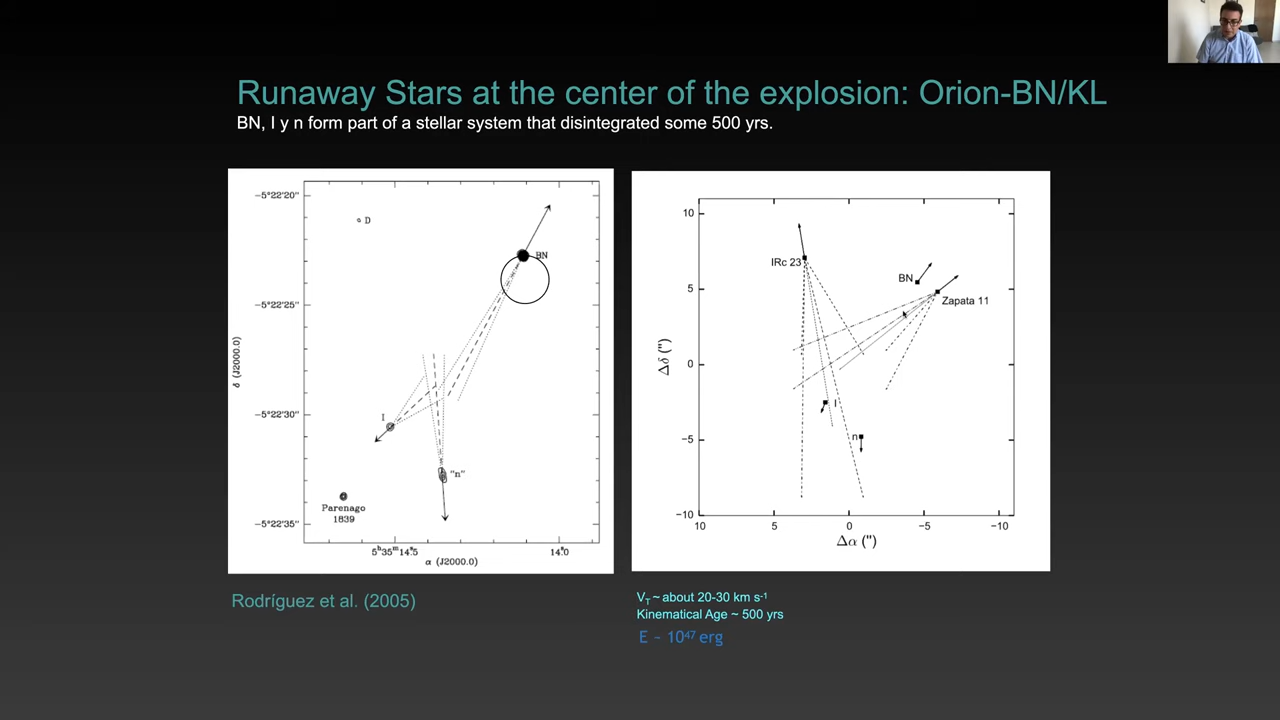 Runaway Stars at the center of the explosion: Orion-BN/KL
BN, I y n form part of a stellar system that disintegrated some 500 yrs.
−5°22'20"
−5°22'25"
−5°22'30"
−5°22'35"
δ (J2000.0)
D
BN
I
"n"
Parenago
1839
5ʰ35ᵐ14ˢ.5
14ˢ.0
α (J2000.0)
10
5
0
−5
−10
Δδ (")
IRc 23
BN
Zapata 11
I
n
10
5
0
−5
−10
Δα (")
Rodríguez et al. (2005)
V_T ~ about 20-30 km s⁻¹
Kinematical Age ~ 500 yrs
E ~ 10⁴⁷ erg